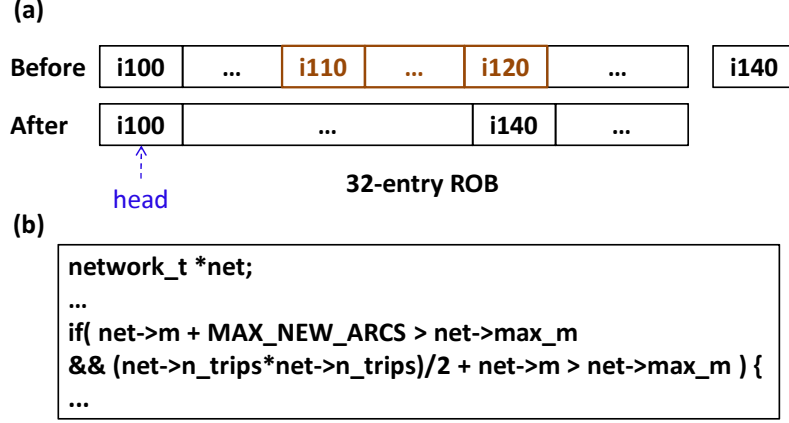 (a)
Before i100 ... i110 ... i120 ... i140
After i100 ... i140 ...
head
32-entry ROB
(b)
network_t *net;
...
if( net->m + MAX_NEW_ARCS > net->max_m
&& (net->n_trips*net->n_trips)/2 + net->m > net->max_m ) {
...